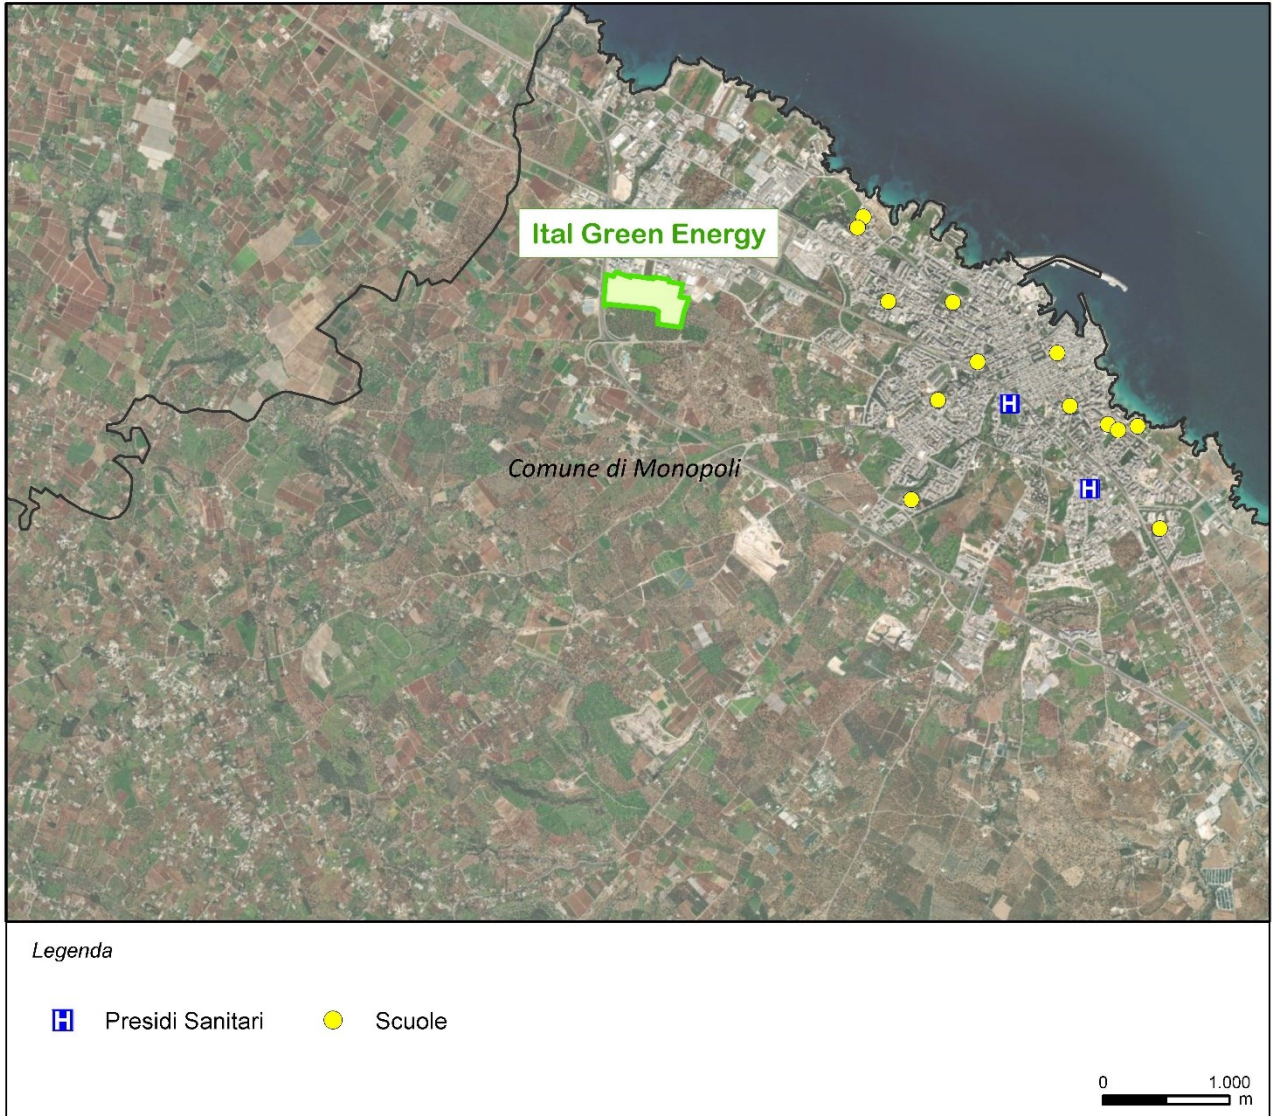 Ital Green Energy
H
Comune di Monopoli
H
Legenda
H Presidi Sanitari Scuole
0 1.000
m